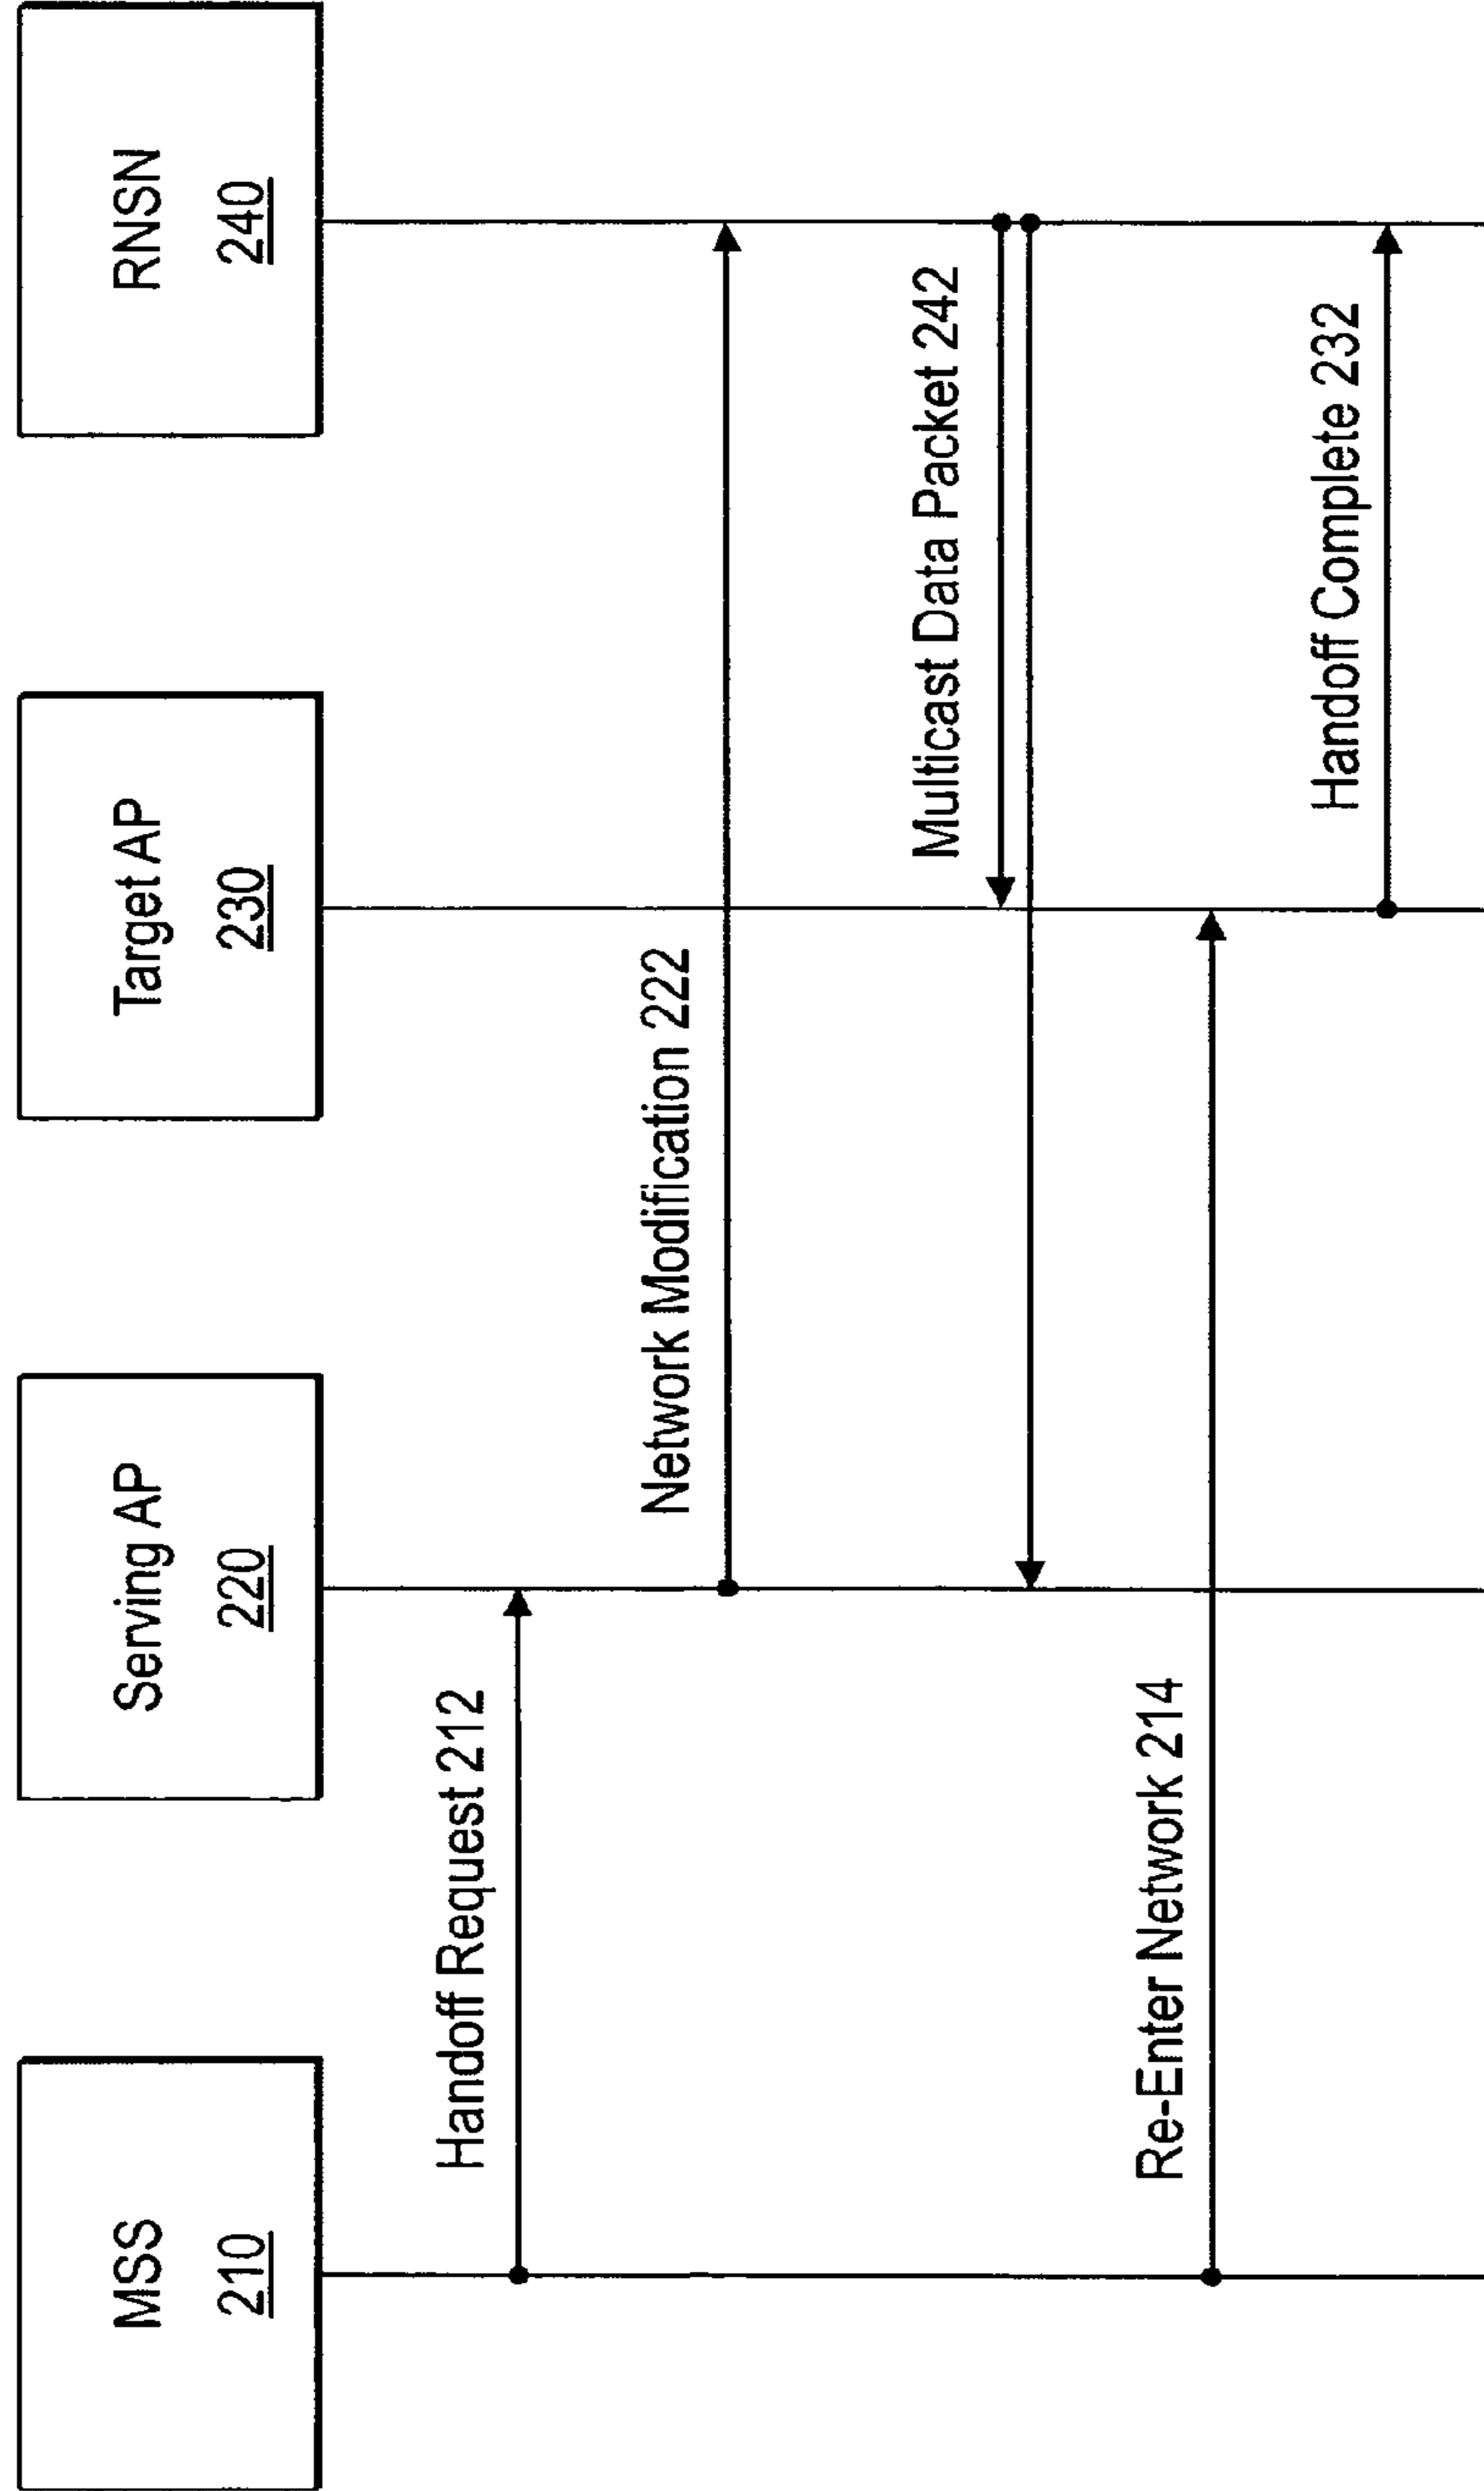 MSS
210
Serving AP
220
Target AP
230
RNSN
240
Handoff Request 212
Network Modification 222
Multicast Data Packet 242
Re-Enter Network 214
Handoff Complete 232